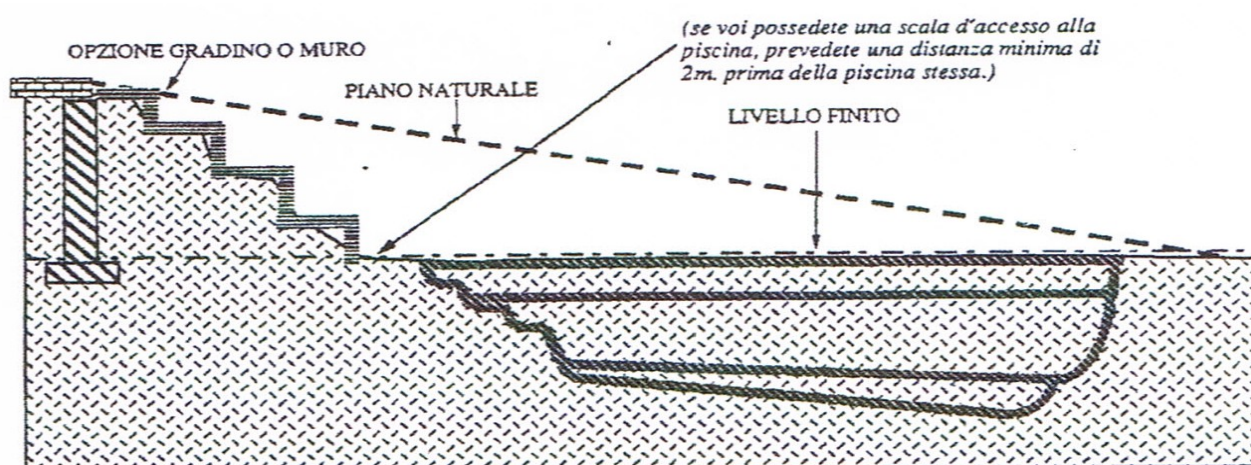 OPZIONE GRADINO O MURO
(se voi possedete una scala d'accesso alla
piscina, prevedete una distanza minima di
2m. prima della piscina stessa.)
PIANO NATURALE
LIVELLO FINITO